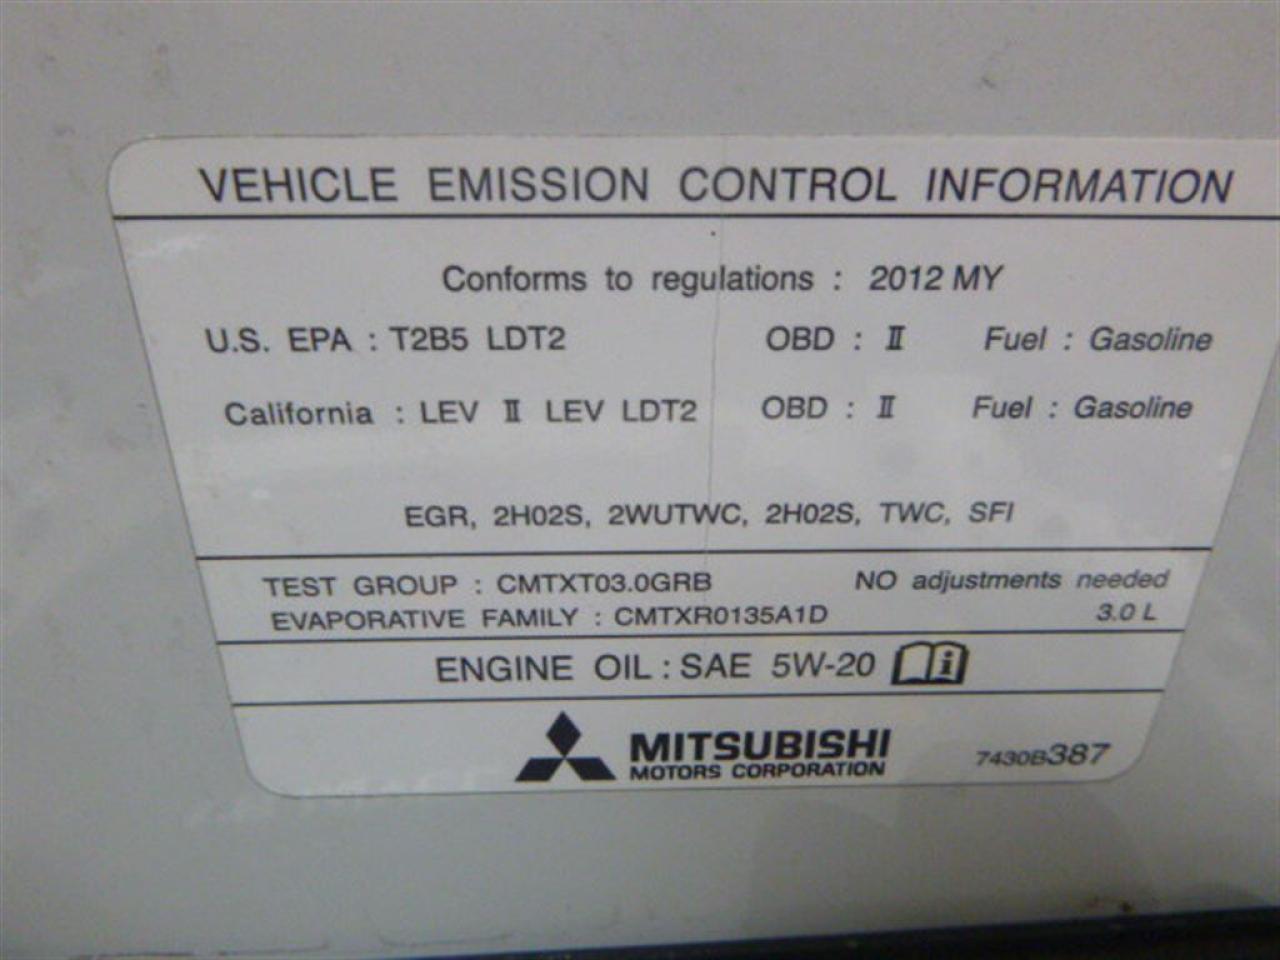 VEHICLE EMISSION CONTROL INFORMATION
Conforms to regulations : 2012 MY
U.S. EPA : T2B5 LDT2 OBD : II Fuel : Gasoline
California : LEV II LEV LDT2 OBD : II Fuel : Gasoline
EGR, 2H02S, 2WUTWC, 2H02S, TWC, SFI
TEST GROUP : CMTXT03.0GRB NO adjustments needed
EVAPORATIVE FAMILY : CMTXR0135A1D 3.0 L
ENGINE OIL : SAE 5W-20 i
MITSUBISHI
MOTORS CORPORATION 7430B387